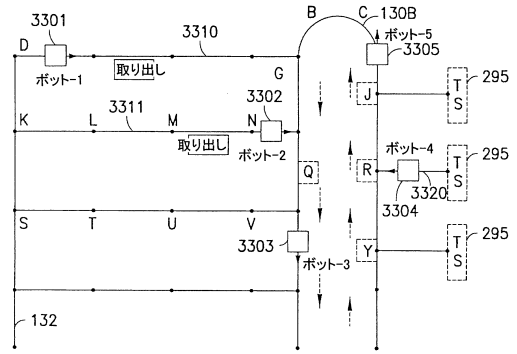 B C 130B
3301 3310 ボット-5
D 3305
取り出し G 295
ボット-1 T
3302 J S
K L 3311 M N
取り出し ボット-2 ボット-4 295
Q R T
3304 3320 S
S T U V 295
3303 Y T
ボット-3 S
132